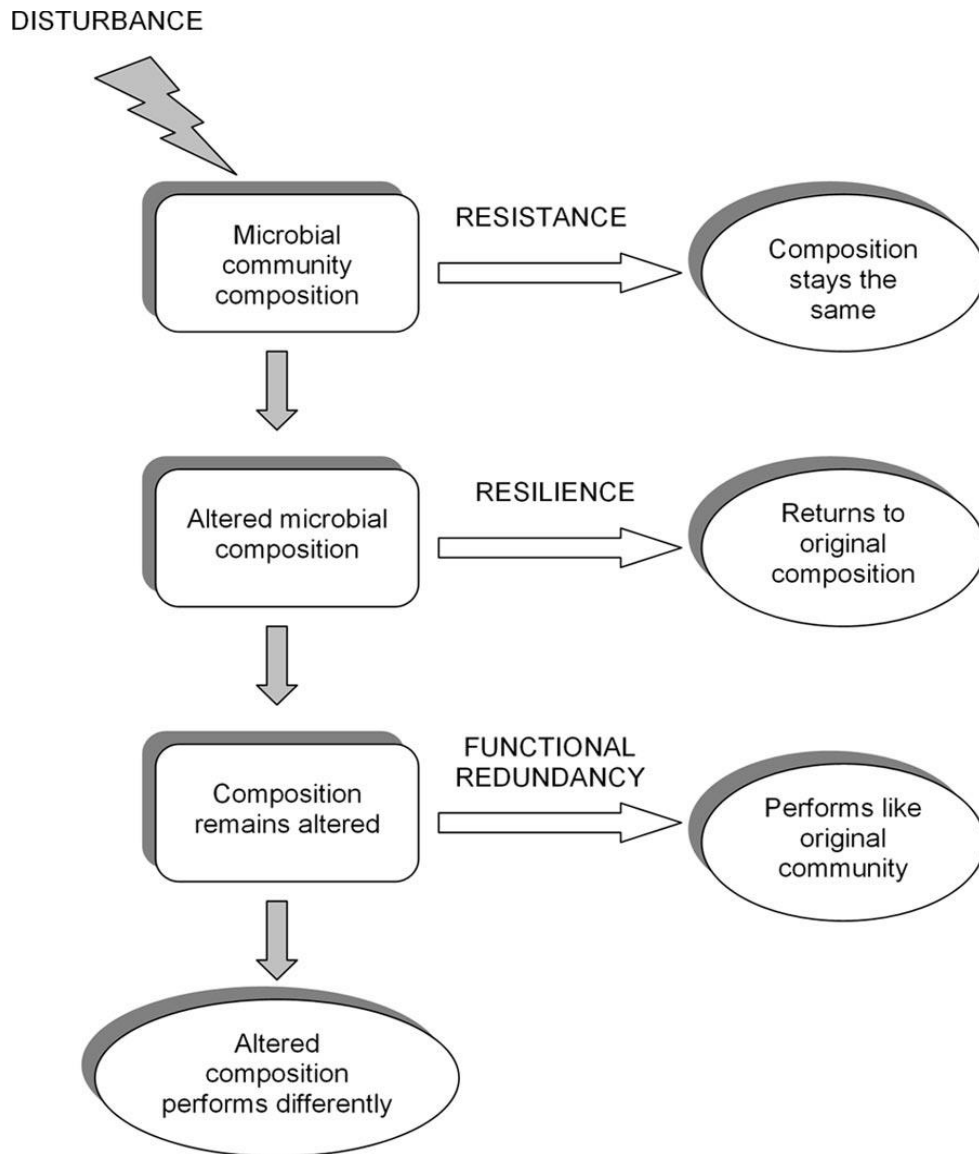 DISTURBANCE
Microbial
community
composition
RESISTANCE
Composition
stays the
same
Altered microbial
composition
RESILIENCE
Returns to
original
composition
Composition
remains altered
FUNCTIONAL
REDUNDANCY
Performs like
original
community
Altered
composition
performs differently